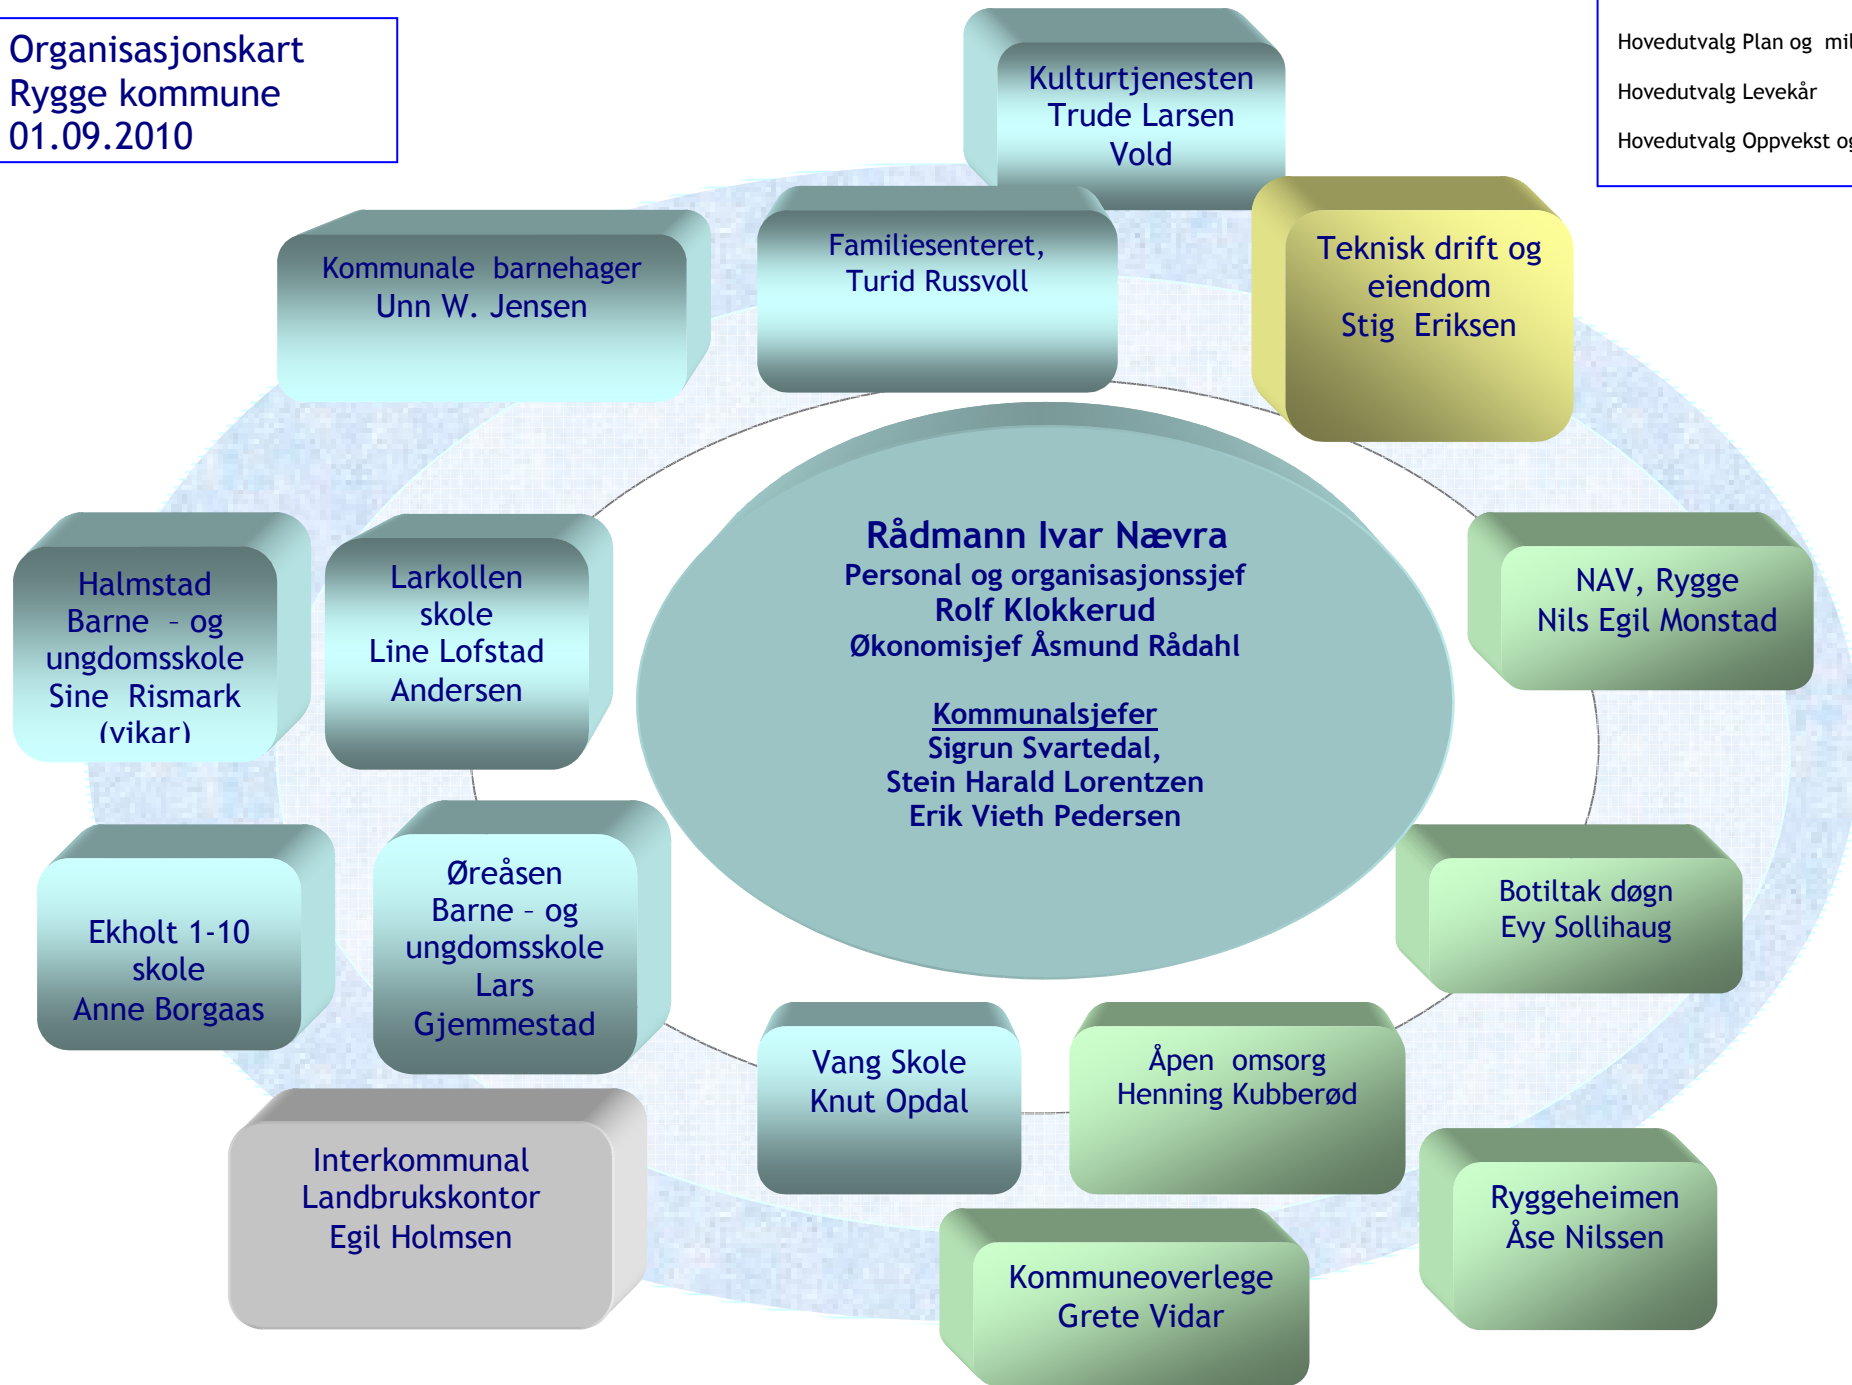 Organisasjonskart
Rygge kommune
01.09.2010
Hovedutvalg Plan og
Hovedutvalg Levekår
Hovedutvalg Oppvekst
Kulturtjenesten
Trude Larsen
Vold
Kommunale barnehager
Unn W. Jensen
Familiesenteret,
Turid Russvoll
Teknisk drift og
eiendom
Stig Eriksen
Halmstad
Barne – og
ungdomsskole
Sine Rismark
(vikar)
Larkollen
skole
Line Lofstad
Andersen
Rådmann Ivar Nævra
Personal og organisasjonssjef
Rolf Klokkerud
Økonomisjef Åsmund Rådahl
Kommunalsjefer
Sigrun Svartedal,
Stein Harald Lorentzen
Erik Vieth Pedersen
NAV, Rygge
Nils Egil Monstad
Ekholt 1-10
skole
Anne Borgaas
Øreåsen
Barne – og
ungdomsskole
Lars
Gjemmestad
Botiltak døgn
Evy Sollihaug
Vang Skole
Knut Opdal
Åpen omsorg
Henning Kubberød
Interkommunal
Landbrukskontor
Egil Holmsen
Ryggeheimen
Åse Nilssen
Kommuneoverlege
Grete Vidar